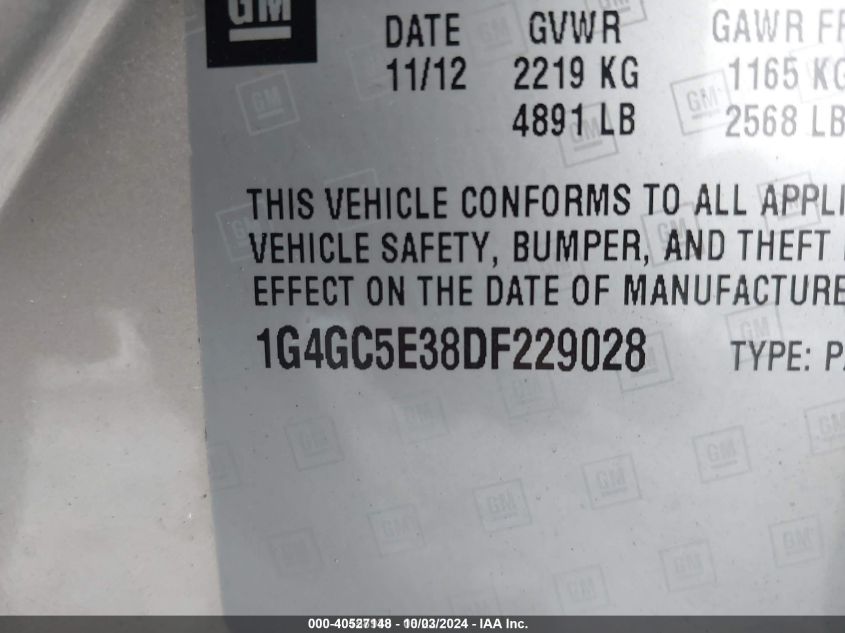 GM
DATE GVWR GAWR FR
11/12 2219 KG 1165 KG
4891 LB 2568 LB
THIS VEHICLE CONFORMS TO ALL APPLI
VEHICLE SAFETY, BUMPER, AND THEFT
EFFECT ON THE DATE OF MANUFACTURE
1G4GC5E38DF229028 TYPE: PA
000-40527148 - 10/03/2024 - IAA Inc.